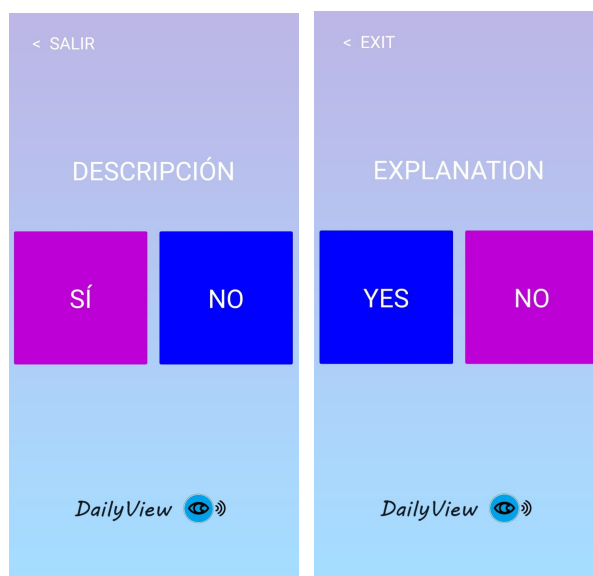 < SALIR
DESCRIPCIÓN
SÍ
NO
DailyView
< EXIT
EXPLANATION
YES
NO
DailyView